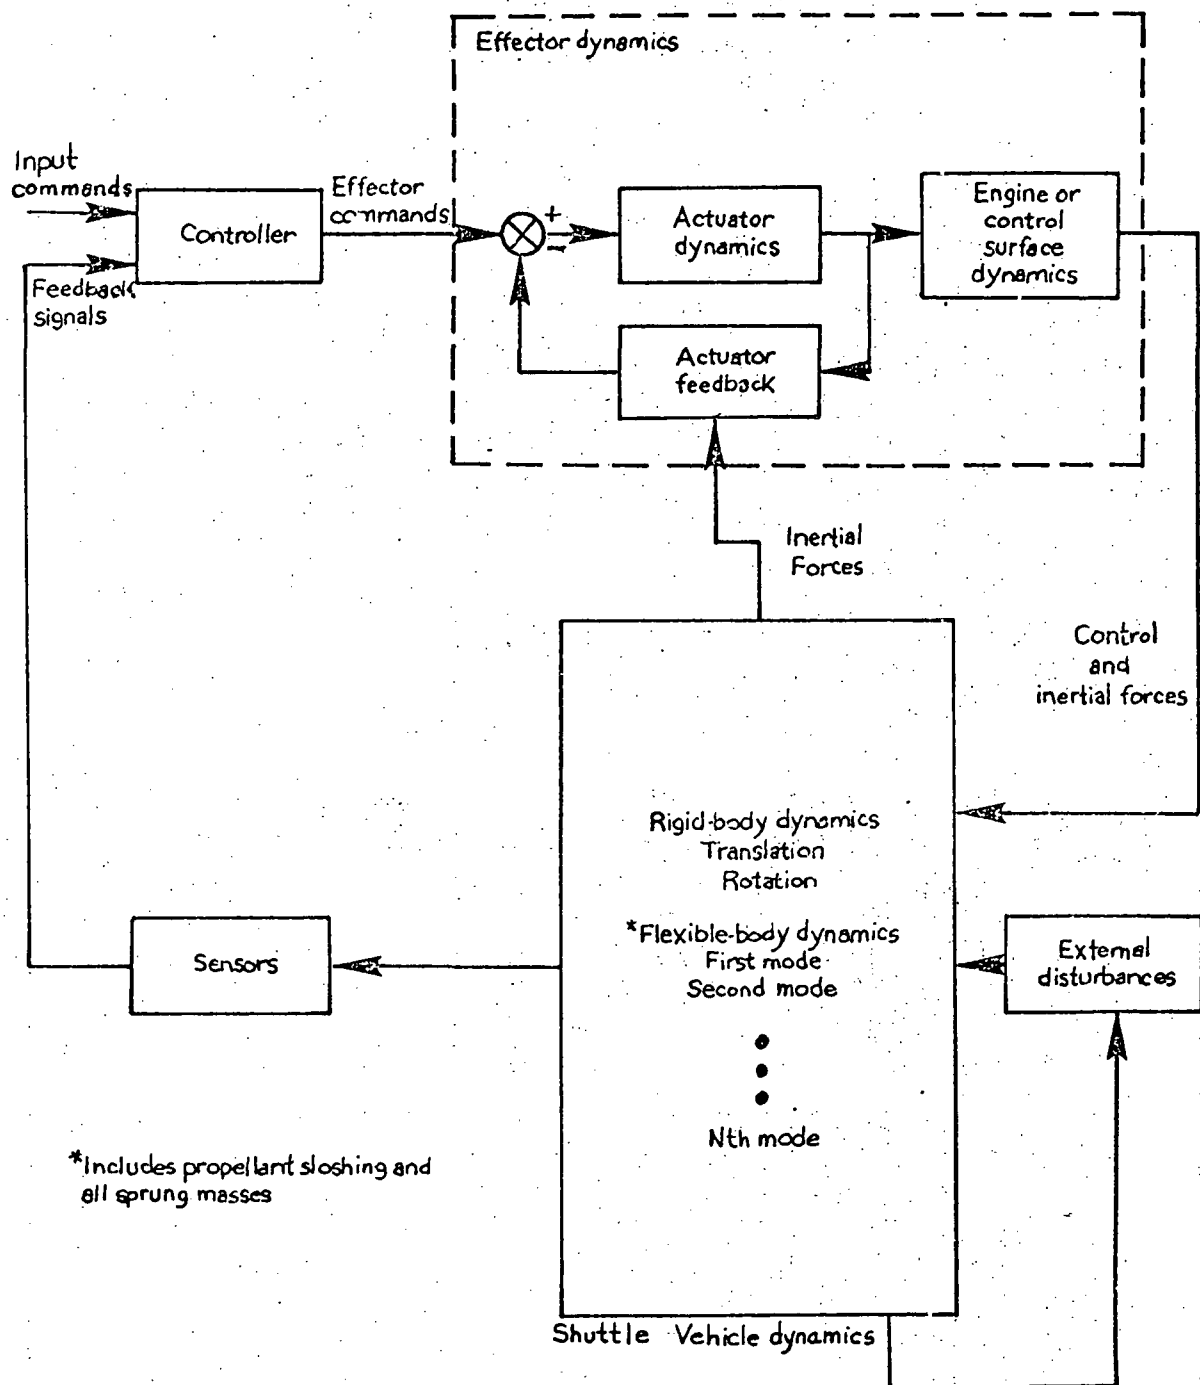 Effector dynamics
Input
commands
Controller
Feedback
signals
Effector
commands
+
−
Actuator
dynamics
Engine or
control
surface
dynamics
Actuator
feedback
Inertial
Forces
Control
and
inertial forces
Rigid-body dynamics
Translation
Rotation
*Flexible-body dynamics
First mode
Second mode
Nth mode
Sensors
External
disturbances
*Includes propellant sloshing and
all sprung masses
Shuttle Vehicle dynamics